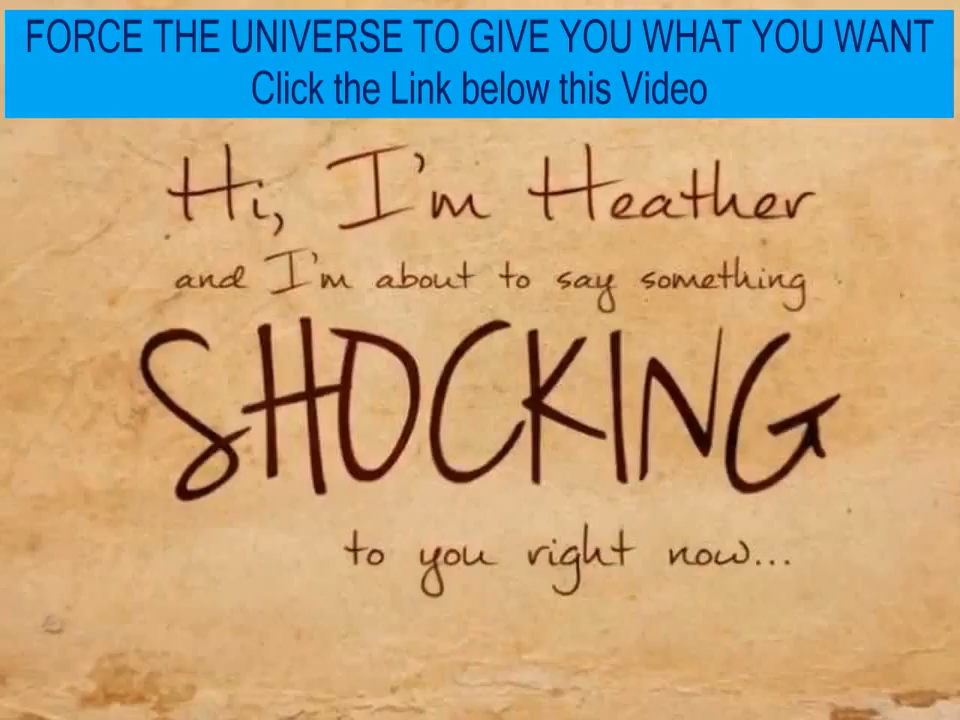 FORCE THE UNIVERSE TO GIVE YOU WHAT YOU WANT
Click the Link below this Video
Hi, I'm Heather
and I'm about to say something
SHOCKING
to you right now...